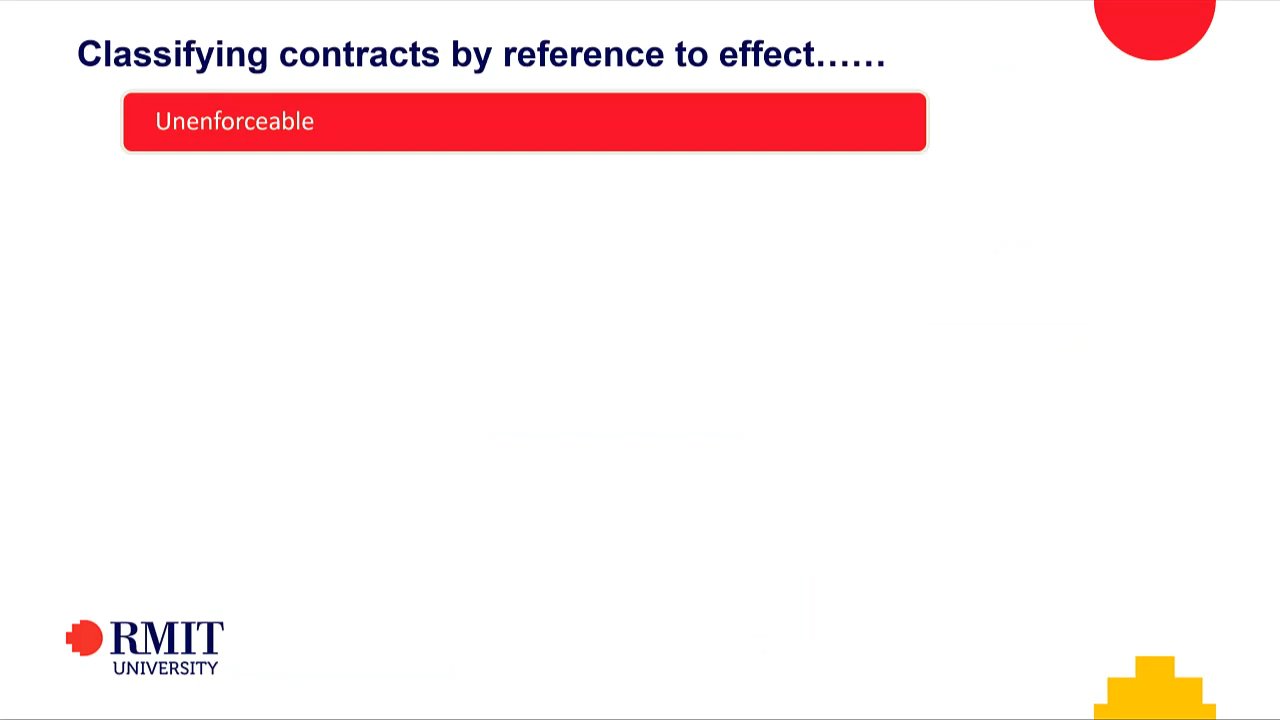 Classifying contracts by reference to effect……
Unenforceable
RMIT
UNIVERSITY